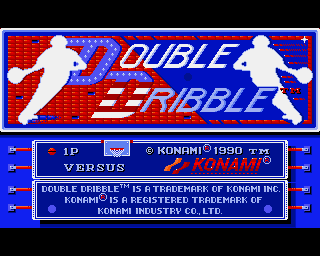 DOUBLE
DRIBBLE™
1P © KONAMI® 1990 TM
VERSUS KONAMI®
DOUBLE DRIBBLE™ IS A TRADEMARK OF KONAMI INC.
KONAMI® IS A REGISTERED TRADEMARK OF
KONAMI INDUSTRY CO., LTD.